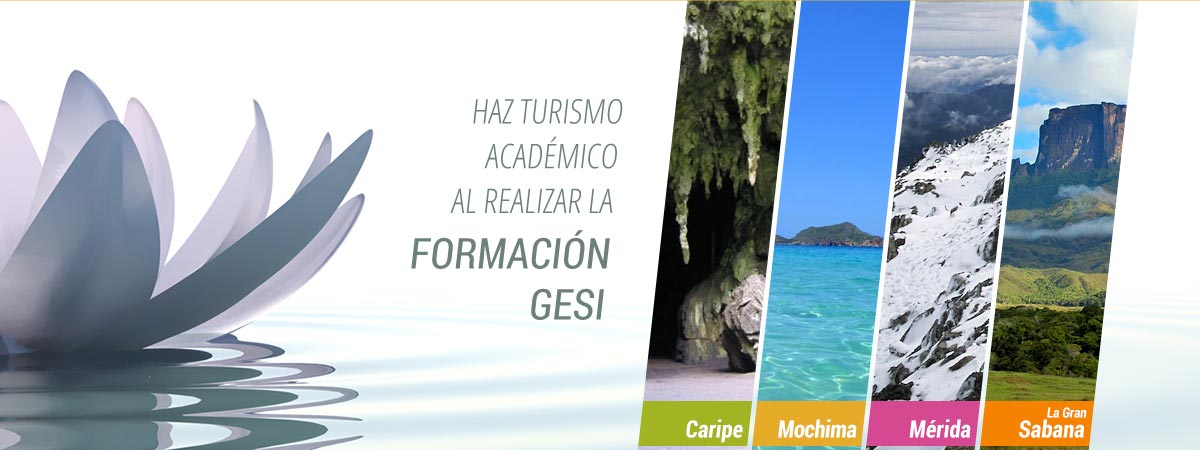 HAZ TURISMO
ACADÉMICO
AL REALIZAR LA
FORMACIÓN
GESI
Caripe
Mochima
Mérida
La Gran
Sabana